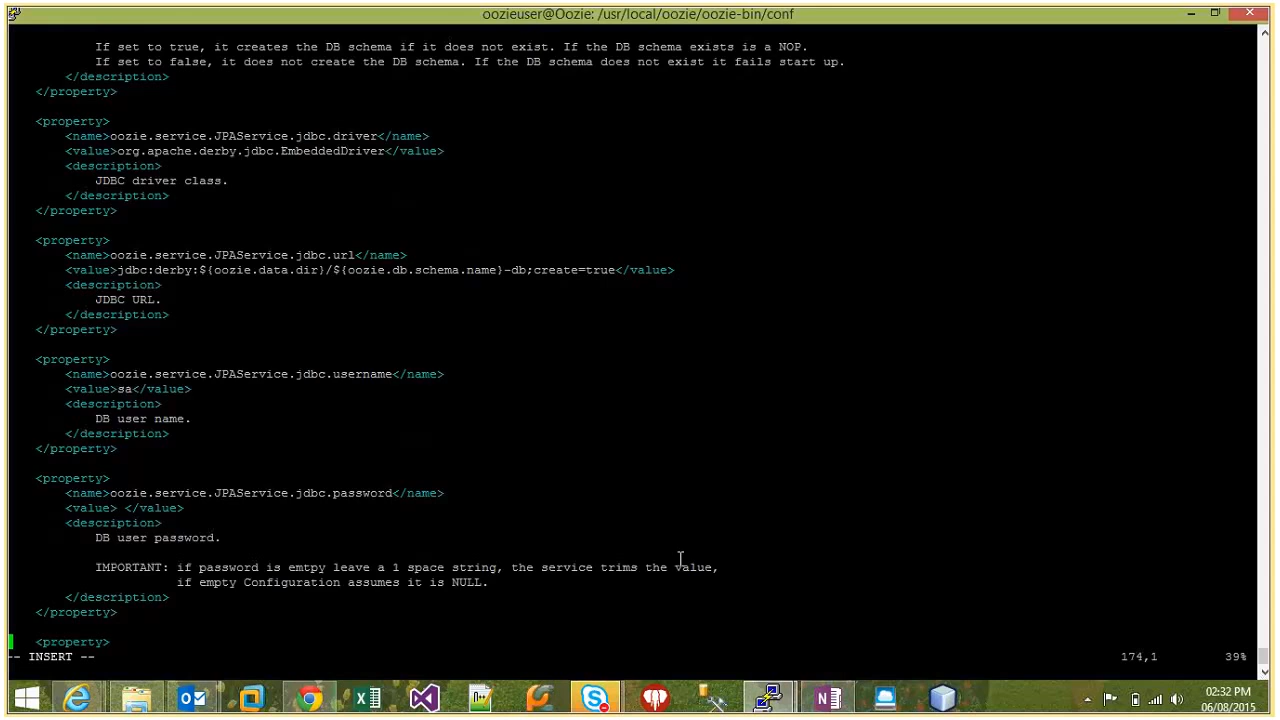 oozieuser@Oozie: /usr/local/oozie/oozie-bin/conf
If set to true, it creates the DB schema if it does not exist. If the DB schema exists is a NOP.
If set to false, it does not create the DB schema. If the DB schema does not exist it fails start up.
</description>
</property>
<property>
<name>oozie.service.JPAService.jdbc.driver</name>
<value>org.apache.derby.jdbc.EmbeddedDriver</value>
<description>
JDBC driver class.
</description>
</property>
<property>
<name>oozie.service.JPAService.jdbc.url</name>
<value>jdbc:derby:${oozie.data.dir}/${oozie.db.schema.name}-db;create=true</value>
<description>
JDBC URL.
</description>
</property>
<property>
<name>oozie.service.JPAService.jdbc.username</name>
<value>sa</value>
<description>
DB user name.
</description>
</property>
<property>
<name>oozie.service.JPAService.jdbc.password</name>
<value> </value>
<description>
DB user password.
IMPORTANT: if password is emtpy leave a 1 space string, the service trims the value,
if empty Configuration assumes it is NULL.
</description>
</property>
<property>
-- INSERT -- 174,1 39%
02:32 PM
06/08/2015